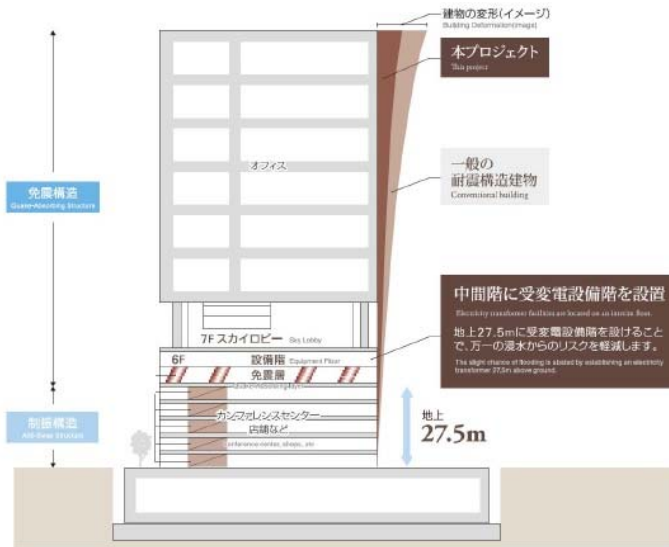 建物の変形(イメージ)
Building Deformation(image)
本プロジェクト
This project
一般の
耐震構造建物
Conventional building
オフィス
免震構造
Quake-Absorbing Structure
中間階に受変電設備階を設置
Electricity transformer facilities are located on an interim floor.
地上27.5mに受変電設備階を設けること
で、万一の浸水からのリスクを軽減します。
The slight chance of flooding is abated by establishing an electricity
transformer 27.5m above ground.
7F スカイロビー Sky Lobby
6F 設備階 Equipment Floor
免震層
制振構造
カンファレンスセンター
店舗など
Conference center, shops, etc
地上
27.5m